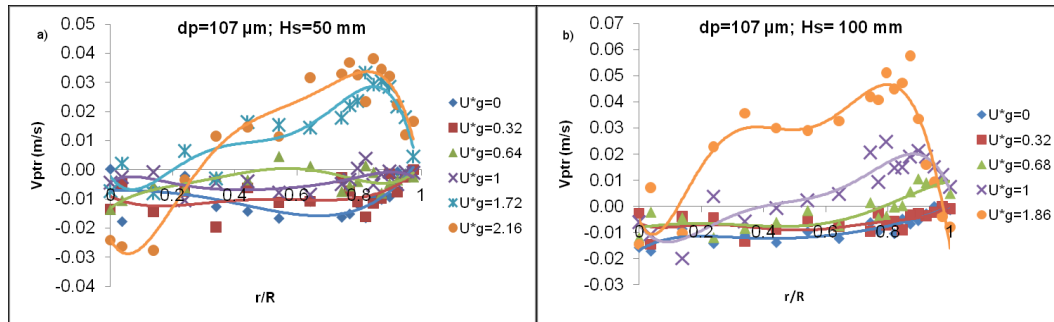 a)
dp=107 µm; Hs=50 mm
0.04
0.03
0.02
0.01
0.00
-0.01
-0.02
-0.03
-0.04
Vptr (m/s)
0
0.2
0.4
0.6
0.8
1
r/R
U*g=0
U*g=0.32
U*g=0.64
U*g=1
U*g=1.72
U*g=2.16
b)
dp=107 µm; Hs= 100 mm
0.07
0.06
0.05
0.04
0.03
0.02
0.01
0.00
-0.01
-0.02
-0.03
Vptr (m/s)
0
0.2
0.4
0.6
0.8
1
r/R
U*g=0
U*g=0.32
U*g=0.68
U*g=1
U*g=1.86